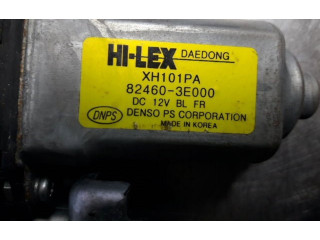 HI-LEX DAEDONG
XH101PA
82460-3E000
DC 12V BL FR
DNPS DENSO PS CORPORATION
MADE IN KOREA